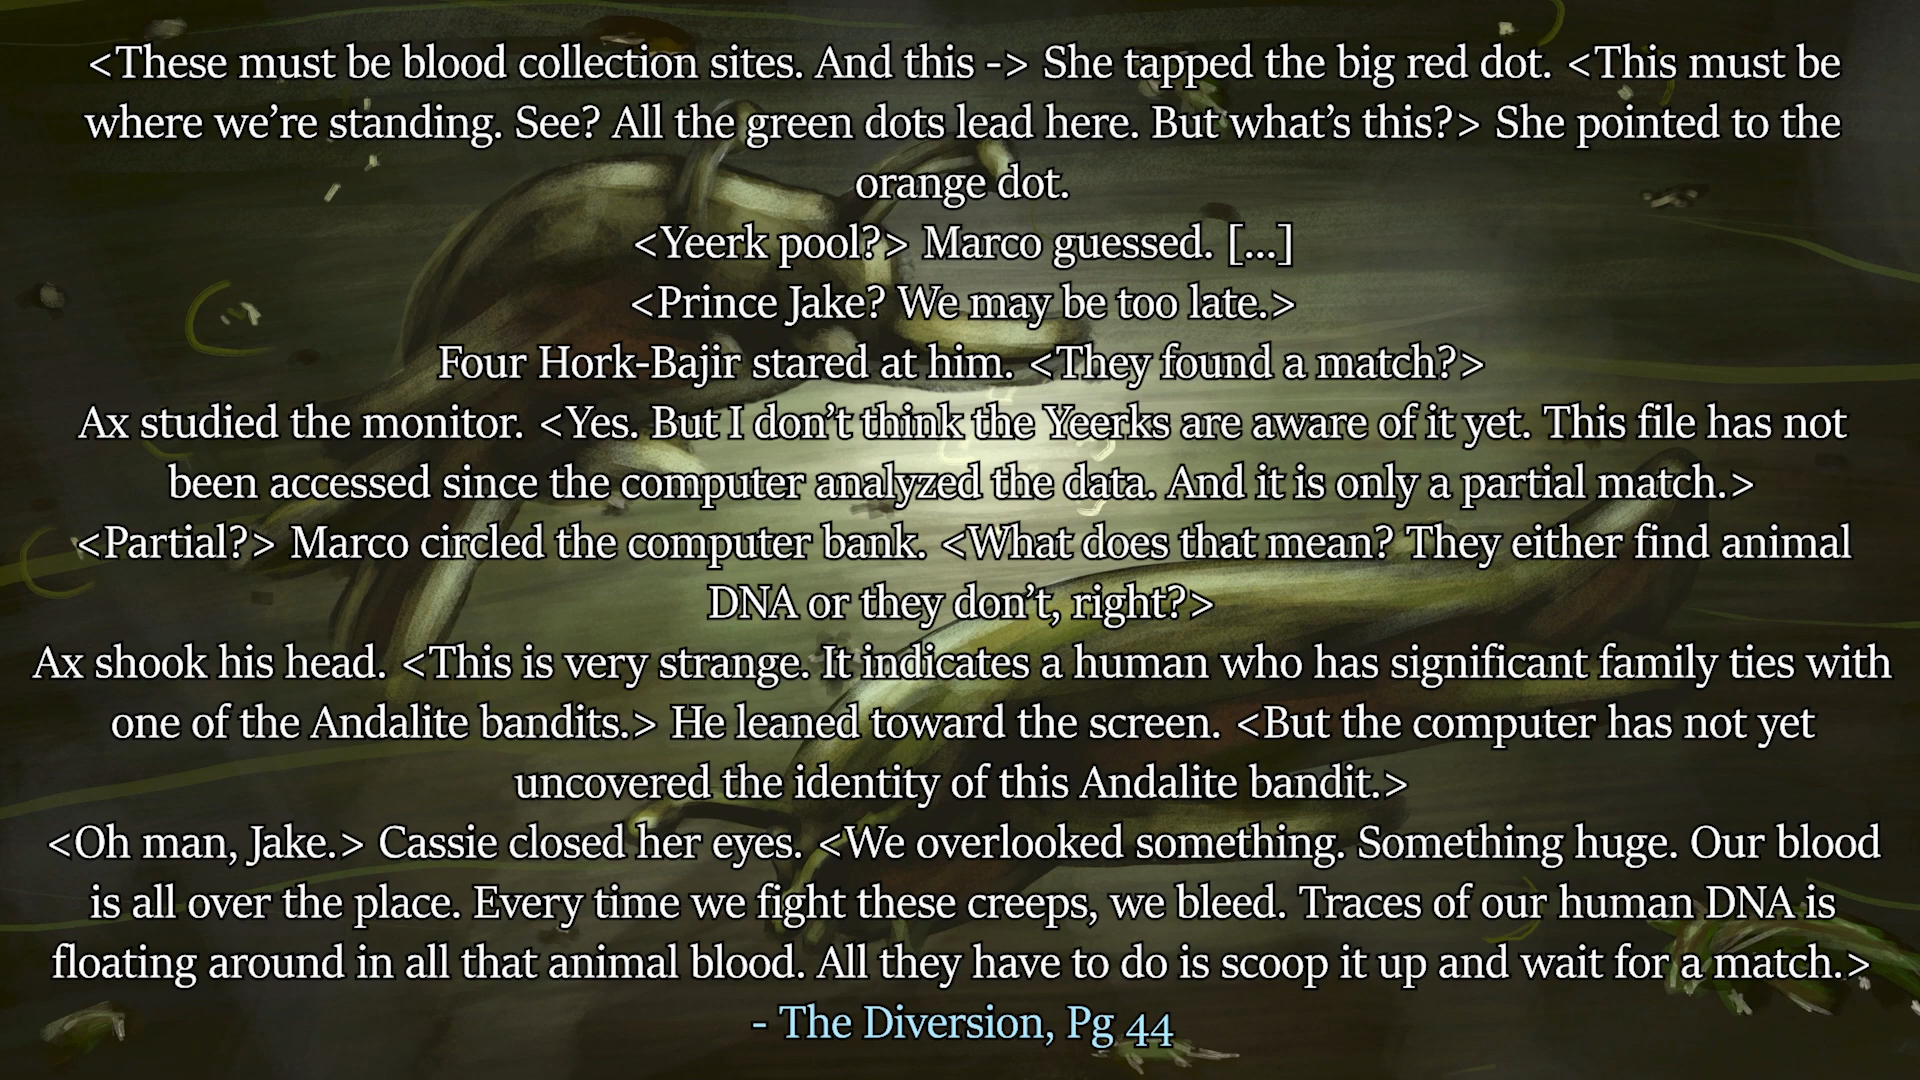 <These must be blood collection sites. And this -> She tapped the big red dot. <This must be
where we’re standing. See? All the green dots lead here. But what’s this?> She pointed to the
orange dot.
<Yeerk pool?> Marco guessed. [...]
<Prince Jake? We may be too late.>
Four Hork-Bajir stared at him. <They found a match?>
Ax studied the monitor. <Yes. But I don’t think the Yeerks are aware of it yet. This file has not
been accessed since the computer analyzed the data. And it is only a partial match.>
<Partial?> Marco circled the computer bank. <What does that mean? They either find animal
DNA or they don’t, right?>
Ax shook his head. <This is very strange. It indicates a human who has significant family ties with
one of the Andalite bandits.> He leaned toward the screen. <But the computer has not yet
uncovered the identity of this Andalite bandit.>
<Oh man, Jake.> Cassie closed her eyes. <We overlooked something. Something huge. Our blood
is all over the place. Every time we fight these creeps, we bleed. Traces of our human DNA is
floating around in all that animal blood. All they have to do is scoop it up and wait for a match.>
- The Diversion, Pg 44